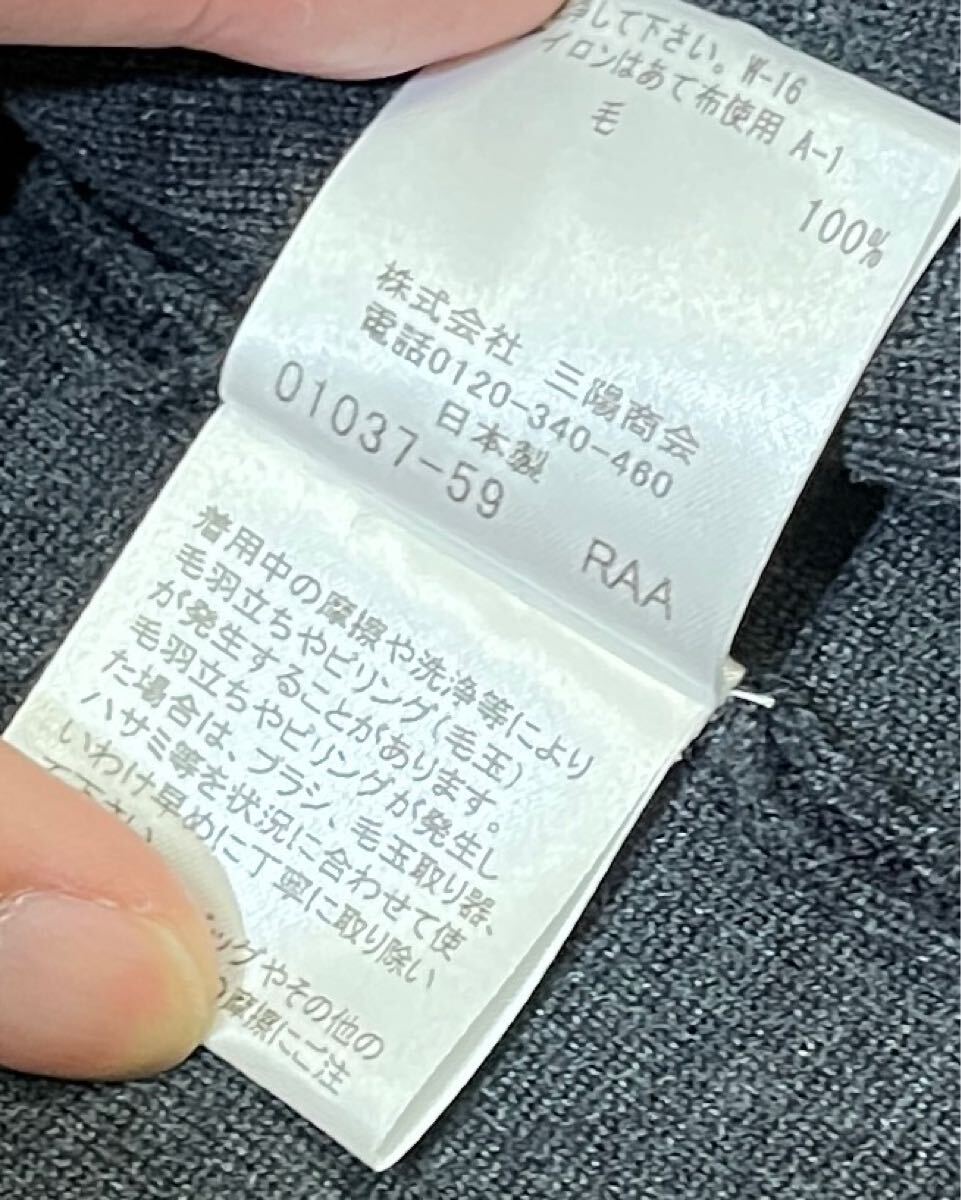 して下さい。 W-16
イロンはあて布使用 A-1
毛
100%
株式会社 三陽商会
電話0120-340-460
日本製
01037-59
RAA
着用中の摩擦や洗浄等により
毛羽立ちやピリング(毛玉)
が発生することがあります。
毛羽立ちやピリングが発生し
た場合は、ブラシ、毛玉取り器、
ハサミ等を状況に合わせて使
いわけ早めに丁寧に取り除い
て下さい
ッグやその他の
摩擦にご注